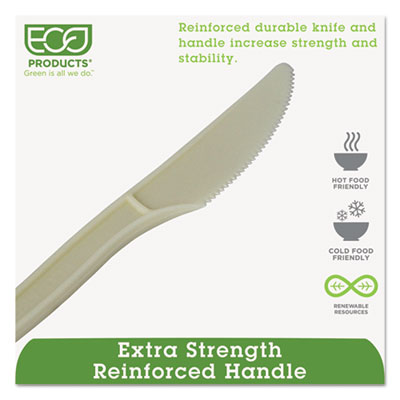 ECO
PRODUCTS®
Green is all we do.™
Reinforced durable knife and
handle increase strength and
stability.
HOT FOOD
FRIENDLY
COLD FOOD
FRIENDLY
RENEWABLE
RESOURCES
Extra Strength
Reinforced Handle